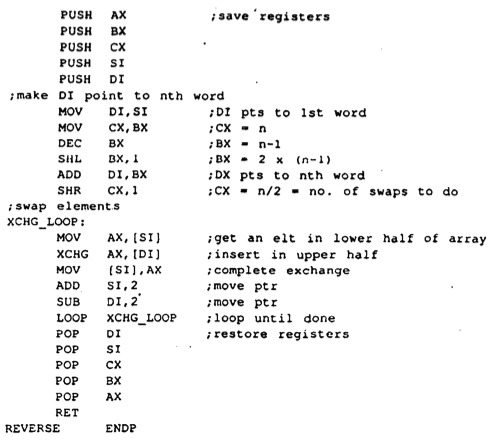 PUSH AX ;save registers
PUSH BX
PUSH CX
PUSH SI
PUSH DI
;make DI point to nth word
MOV DI,SI ;DI pts to 1st word
MOV CX,BX ;CX = n
DEC BX ;BX = n-1
SHL BX,1 ;BX = 2 x (n-1)
ADD DI,BX ;DX pts to nth word
SHR CX,1 ;CX = n/2 = no. of swaps to do
;swap elements
XCHG_LOOP:
MOV AX,[SI] ;get an elt in lower half of array
XCHG AX,[DI] ;insert in upper half
MOV [SI],AX ;complete exchange
ADD SI,2 ;move ptr
SUB DI,2 ;move ptr
LOOP XCHG_LOOP ;loop until done
POP DI ;restore registers
POP SI
POP CX
POP BX
POP AX
RET
REVERSE ENDP